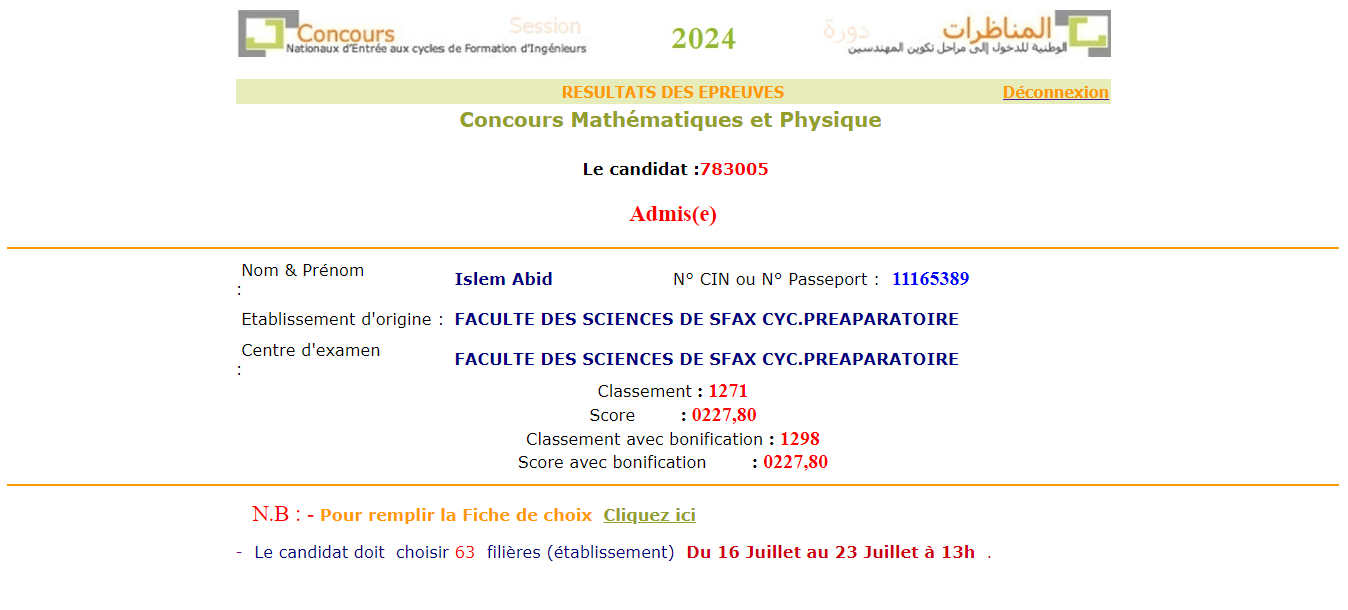 Concours Session 2024 دورة المناظرات
Nationaux d'Entrée aux cycles de Formation d'Ingénieurs الوطنية للدخول إلى مراحل تكوين المهندسين
RESULTATS DES EPREUVES Déconnexion
Concours Mathématiques et Physique
Le candidat :783005
Admis(e)
Nom & Prénom : Islem Abid N° CIN ou N° Passeport : 11165389
Etablissement d'origine : FACULTE DES SCIENCES DE SFAX CYC.PREAPARATOIRE
Centre d'examen : FACULTE DES SCIENCES DE SFAX CYC.PREAPARATOIRE
Classement : 1271
Score : 0227,80
Classement avec bonification : 1298
Score avec bonification : 0227,80
N.B : - Pour remplir la Fiche de choix Cliquez ici
- Le candidat doit choisir 63 filières (établissement) Du 16 Juillet au 23 Juillet à 13h .